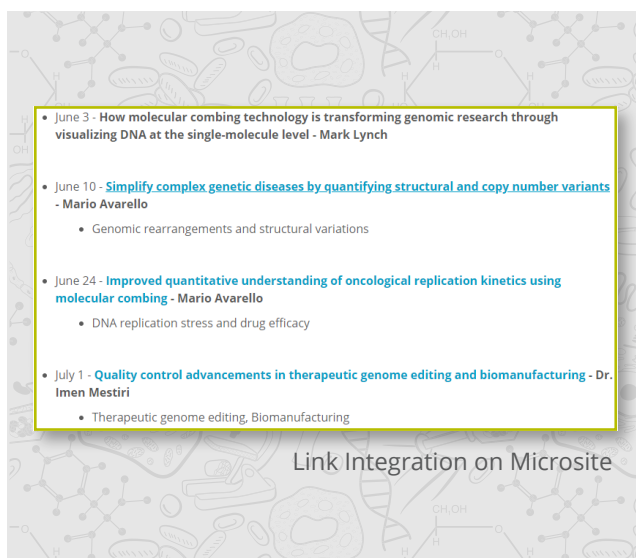 • June 3 - How molecular combing technology is transforming genomic research through
visualizing DNA at the single-molecule level - Mark Lynch
• June 10 - Simplify complex genetic diseases by quantifying structural and copy number variants
- Mario Avarello
• Genomic rearrangements and structural variations
• June 24 - Improved quantitative understanding of oncological replication kinetics using
molecular combing - Mario Avarello
• DNA replication stress and drug efficacy
• July 1 - Quality control advancements in therapeutic genome editing and biomanufacturing - Dr.
Imen Mestiri
• Therapeutic genome editing, Biomanufacturing
Link Integration on Microsite